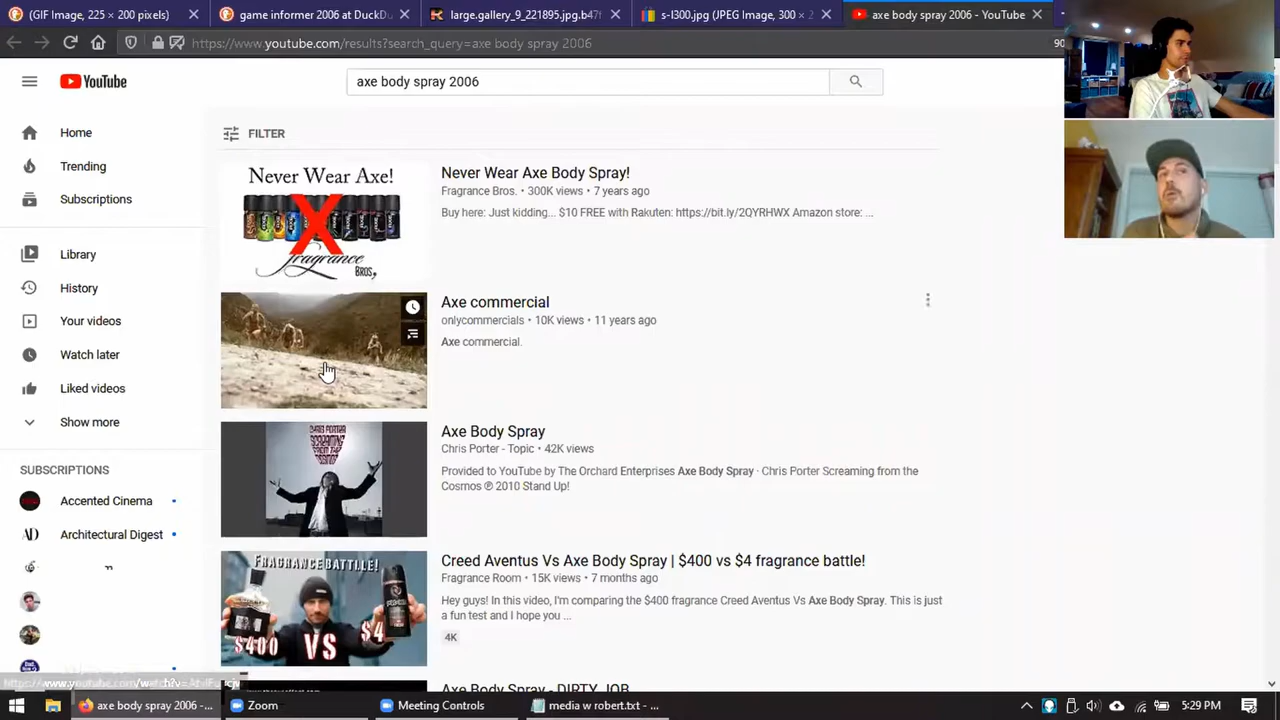 (GIF Image, 225 × 200 pixels)
game informer 2006 at DuckDu
large.gallery_9_221895.jpg.b47f
s-l300.jpg (JPEG Image, 300 × 2
axe body spray 2006 - YouTube
https://www.youtube.com/results?search_query=axe body spray 2006
90
YouTube
axe body spray 2006
Home
Trending
Subscriptions
Library
History
Your videos
Watch later
Liked videos
Show more
SUBSCRIPTIONS
Accented Cinema
AD
Architectural Digest
FILTER
Never Wear Axe!
X
fragrance
BROS,
Never Wear Axe Body Spray!
Fragrance Bros. • 300K views • 7 years ago
Buy here: Just kidding... $10 FREE with Rakuten: https://bit.ly/2QYRHWX Amazon store: ...
Axe commercial
onlycommercials • 10K views • 11 years ago
Axe commercial.
CHRIS PORTER
SCREAMING
FROM THE
COSMOS
Axe Body Spray
Chris Porter - Topic • 42K views
Provided to YouTube by The Orchard Enterprises Axe Body Spray · Chris Porter Screaming from the
Cosmos ℗ 2010 Stand Up!
FRAGRANCE BATTLE!
$400 VS $4
Creed Aventus Vs Axe Body Spray | $400 vs $4 fragrance battle!
Fragrance Room • 15K views • 7 months ago
Hey guys! In this video, I'm comparing the $400 fragrance Creed Aventus Vs Axe Body Spray. This is just
a fun test and I hope you ...
4K
Axe Body Spray - DIRTY JOB
axe body spray 2006 -...
Zoom
Meeting Controls
media w robert.txt - ...
5:29 PM